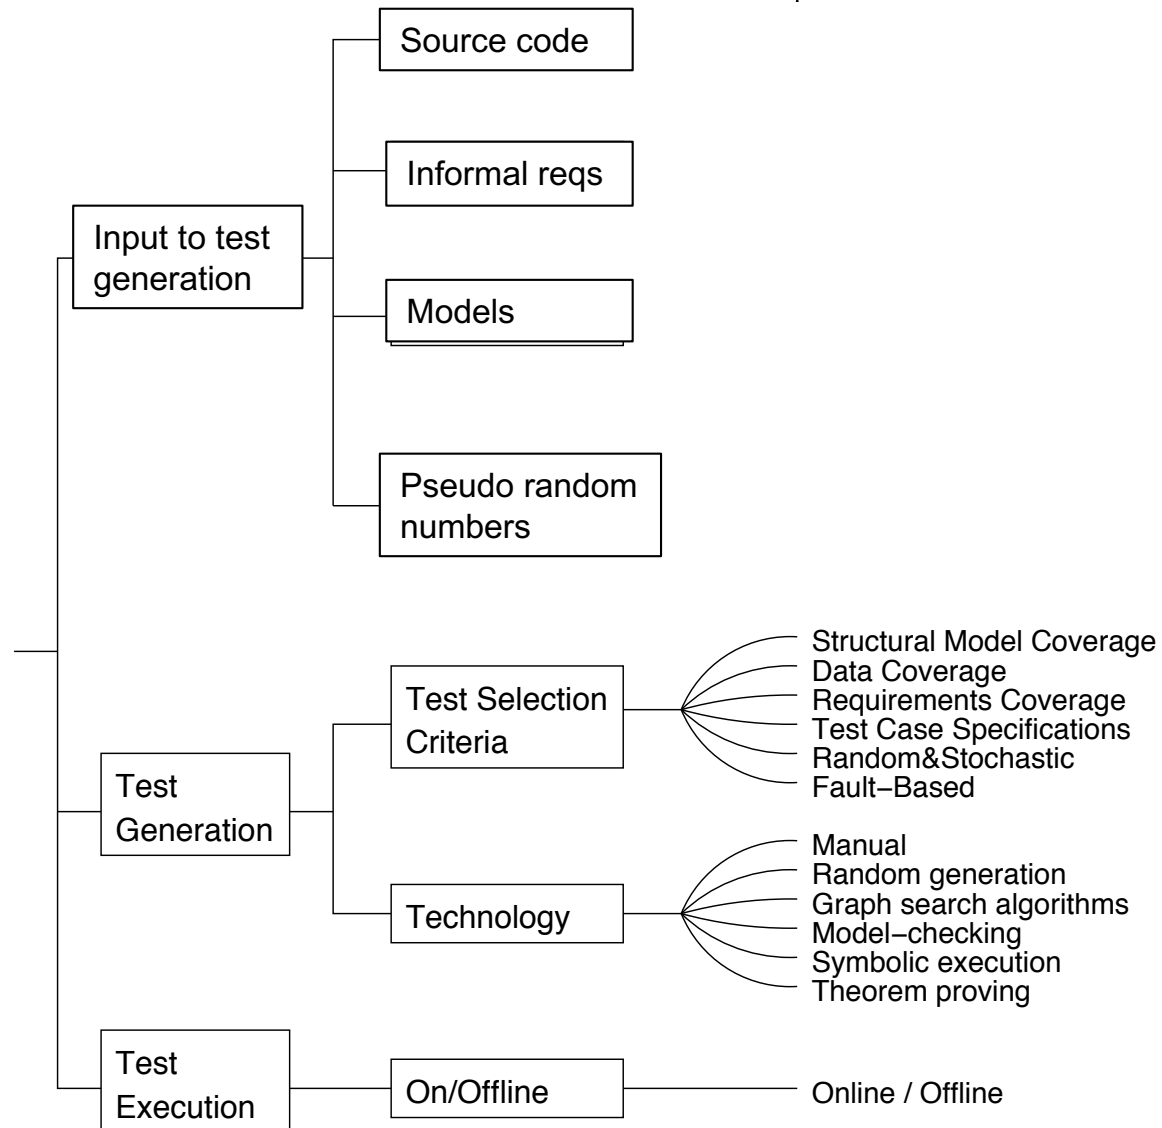 Source code
Informal reqs
Input to test
generation
Models
Pseudo random
numbers
Test Selection
Criteria
Structural Model Coverage
Data Coverage
Requirements Coverage
Test Case Specifications
Random&Stochastic
Fault−Based
Test
Generation
Technology
Manual
Random generation
Graph search algorithms
Model−checking
Symbolic execution
Theorem proving
Test
Execution
On/Offline
Online / Offline